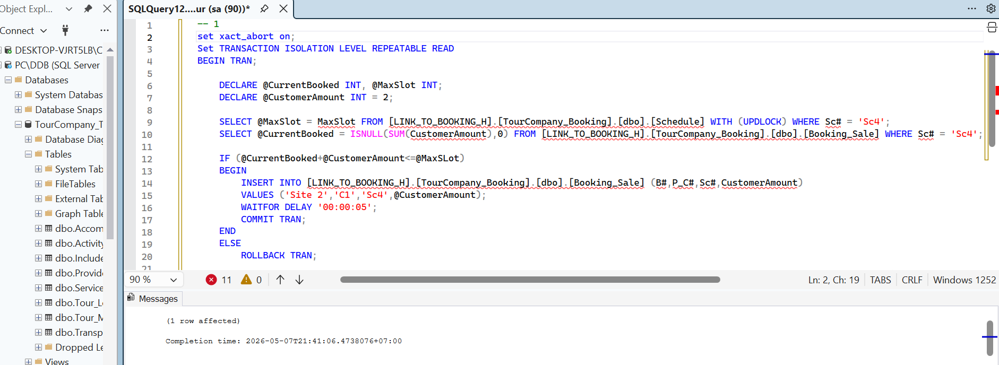 Object Expl...
SQLQuery12....ur (sa (90))*
Connect
DESKTOP-VJRT5LB\C
PC\DDB (SQL Server
Databases
System Databas
Database Snaps
TourCompany_T
Database Diag
Tables
System Tab
FileTables
External Tab
Graph Table
dbo.Accom
dbo.Activity
dbo.Include
dbo.Provide
dbo.Service
dbo.Tour_L
dbo.Tour_M
dbo.Transp
Dropped Le
Views
1 -- 1
2 set xact_abort on;
3 Set TRANSACTION ISOLATION LEVEL REPEATABLE READ
4 BEGIN TRAN;
5
6 DECLARE @CurrentBooked INT, @MaxSlot INT;
7 DECLARE @CustomerAmount INT = 2;
8
9 SELECT @MaxSlot = MaxSlot FROM [LINK_TO_BOOKING_H].[TourCompany_Booking].[dbo].[Schedule] WITH (UPDLOCK) WHERE Sc# = 'Sc4';
10 SELECT @CurrentBooked = ISNULL(SUM(CustomerAmount),0) FROM [LINK_TO_BOOKING_H].[TourCompany_Booking].[dbo].[Booking_Sale] WHERE Sc# = 'Sc4';
11
12 IF (@CurrentBooked+@CustomerAmount<=@MaxSLot)
13 BEGIN
14 INSERT INTO [LINK_TO_BOOKING_H].[TourCompany_Booking].[dbo].[Booking_Sale] (B#,P_C#,Sc#,CustomerAmount)
15 VALUES ('Site 2','C1','Sc4',@CustomerAmount);
16 WAITFOR DELAY '00:00:05';
17 COMMIT TRAN;
18 END
19 ELSE
20 ROLLBACK TRAN;
21
90 % 11 0 Ln: 2, Ch: 19 TABS CRLF Windows 1252
Messages
(1 row affected)
Completion time: 2026-05-07T21:41:06.4738076+07:00